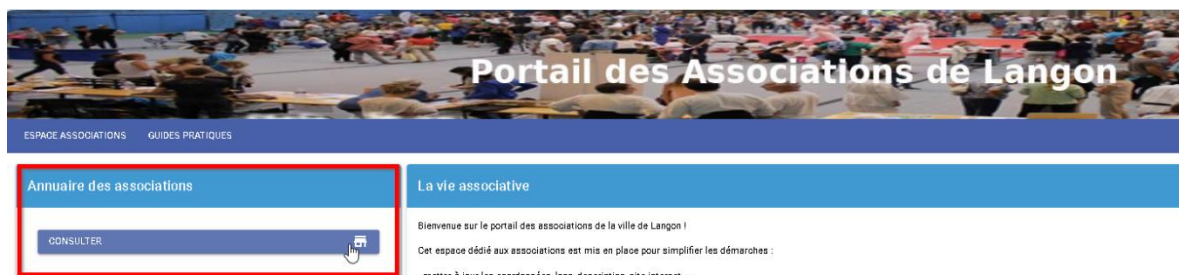 Portail des Associations de Langon
ESPACE ASSOCIATIONS GUIDES PRATIQUES
Annuaire des associations
CONSULTER
La vie associative
Bienvenue sur le portail des associations de la ville de Langon !
Cet espace dédié aux associations est mis en place pour simplifier les démarches :